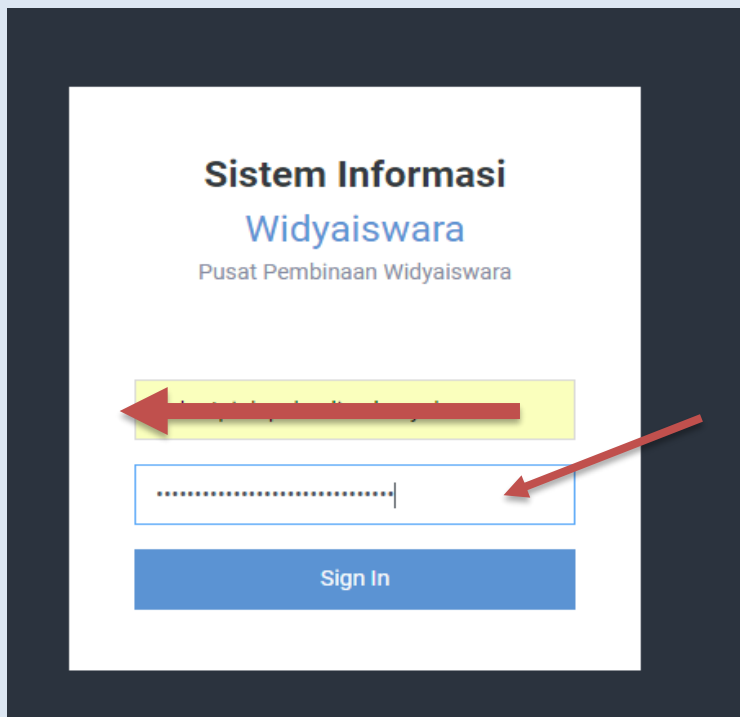 Sistem Informasi
Widyaiswara
Pusat Pembinaan Widyaiswara
•••••••••••••••••••••••••••••••
Sign In